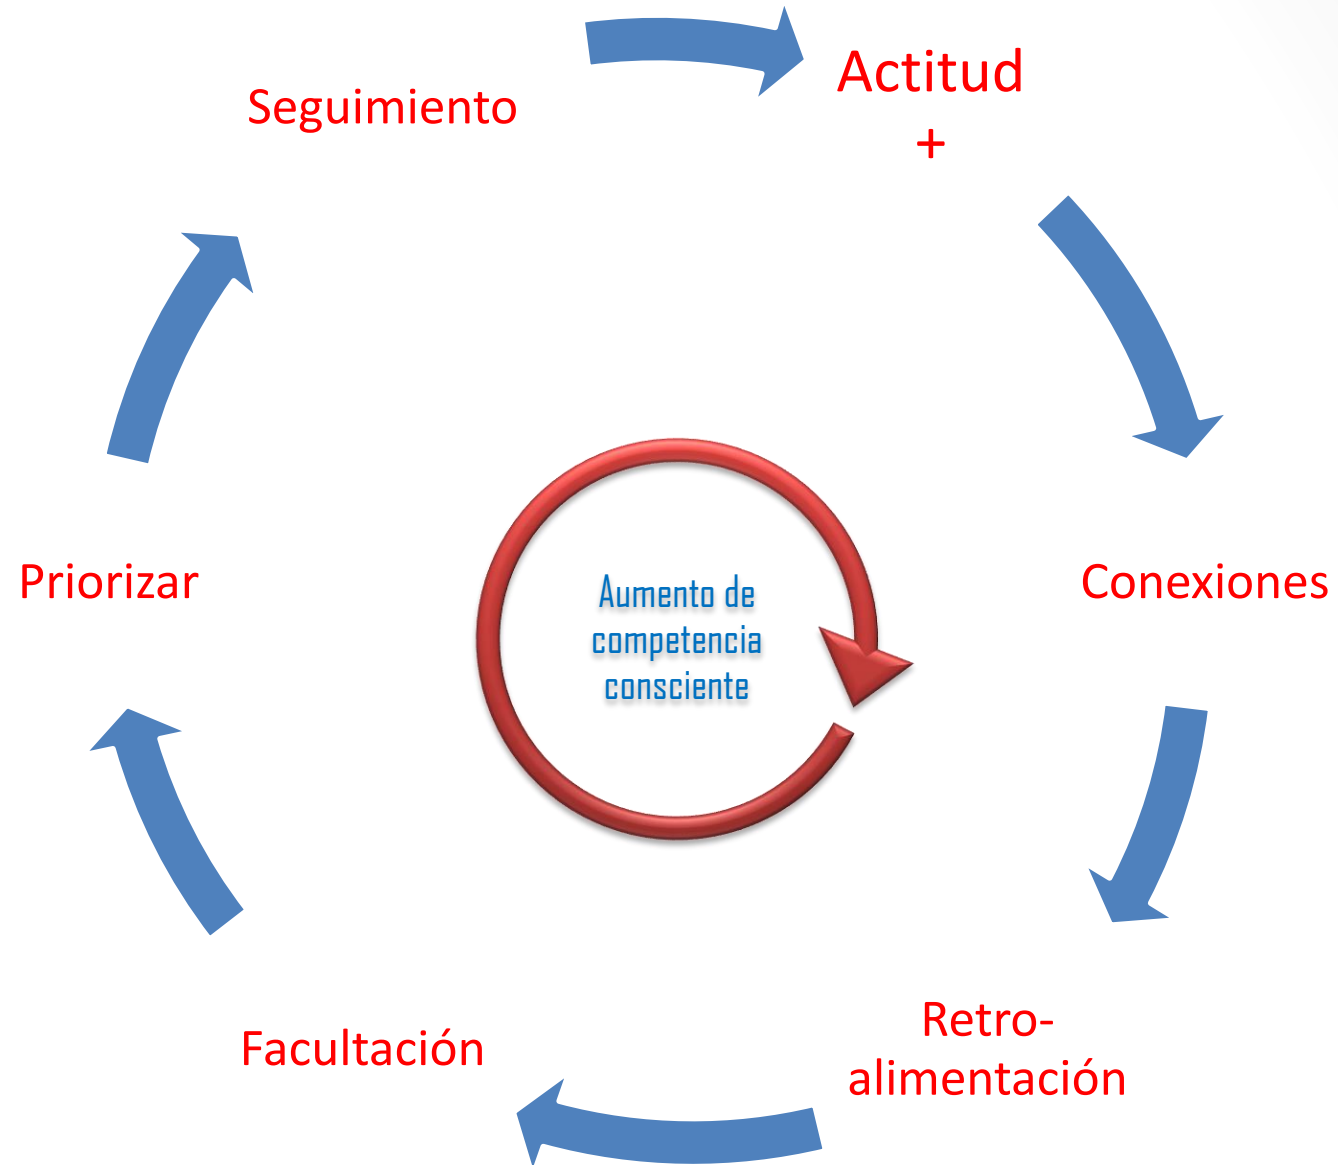 Actitud
+
Conexiones
Retro-
alimentación
Facultación
Priorizar
Seguimiento
Aumento de
competencia
consciente